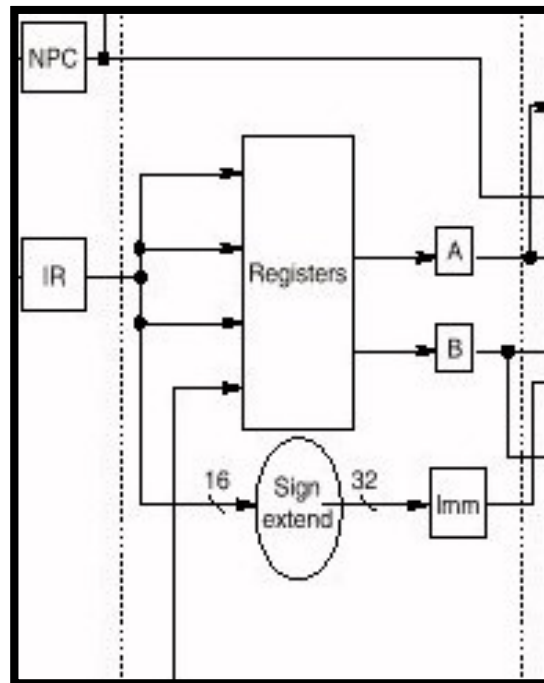 NPC
IR
Registers
A
B
16
Sign
extend
32
Imm